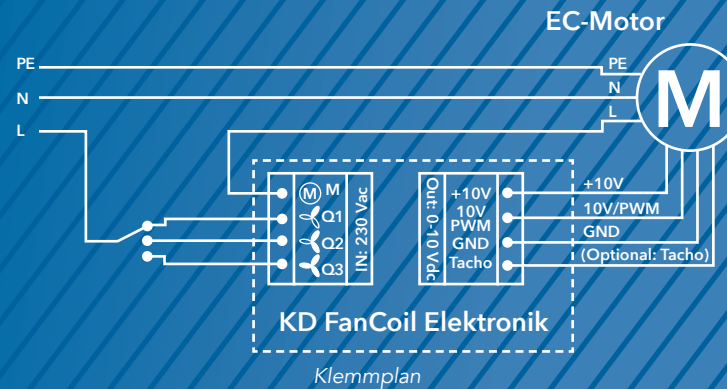 EC-Motor
PE
N
L
PE
N
L
M
M M
Q1
Q2
Q3
IN: 230 Vac
Out: 0-10 Vdc
+10V
10V
PWM
GND
Tacho
+10V
10V/PWM
GND
(Optional: Tacho)
KD FanCoil Elektronik
Klemmplan